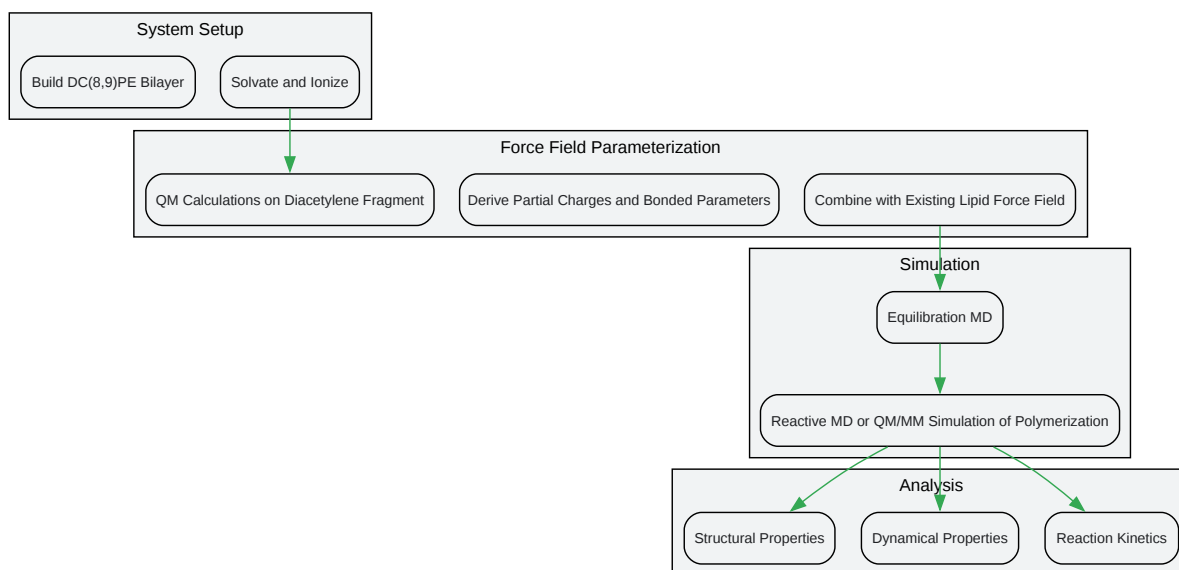 System Setup
Build DC(8,9)PE Bilayer
Solvate and Ionize
Force Field Parameterization
QM Calculations on Diacetylene Fragment
Derive Partial Charges and Bonded Parameters
Combine with Existing Lipid Force Field
Simulation
Equilibration MD
Reactive MD or QM/MM Simulation of Polymerization
Analysis
Structural Properties
Dynamical Properties
Reaction Kinetics